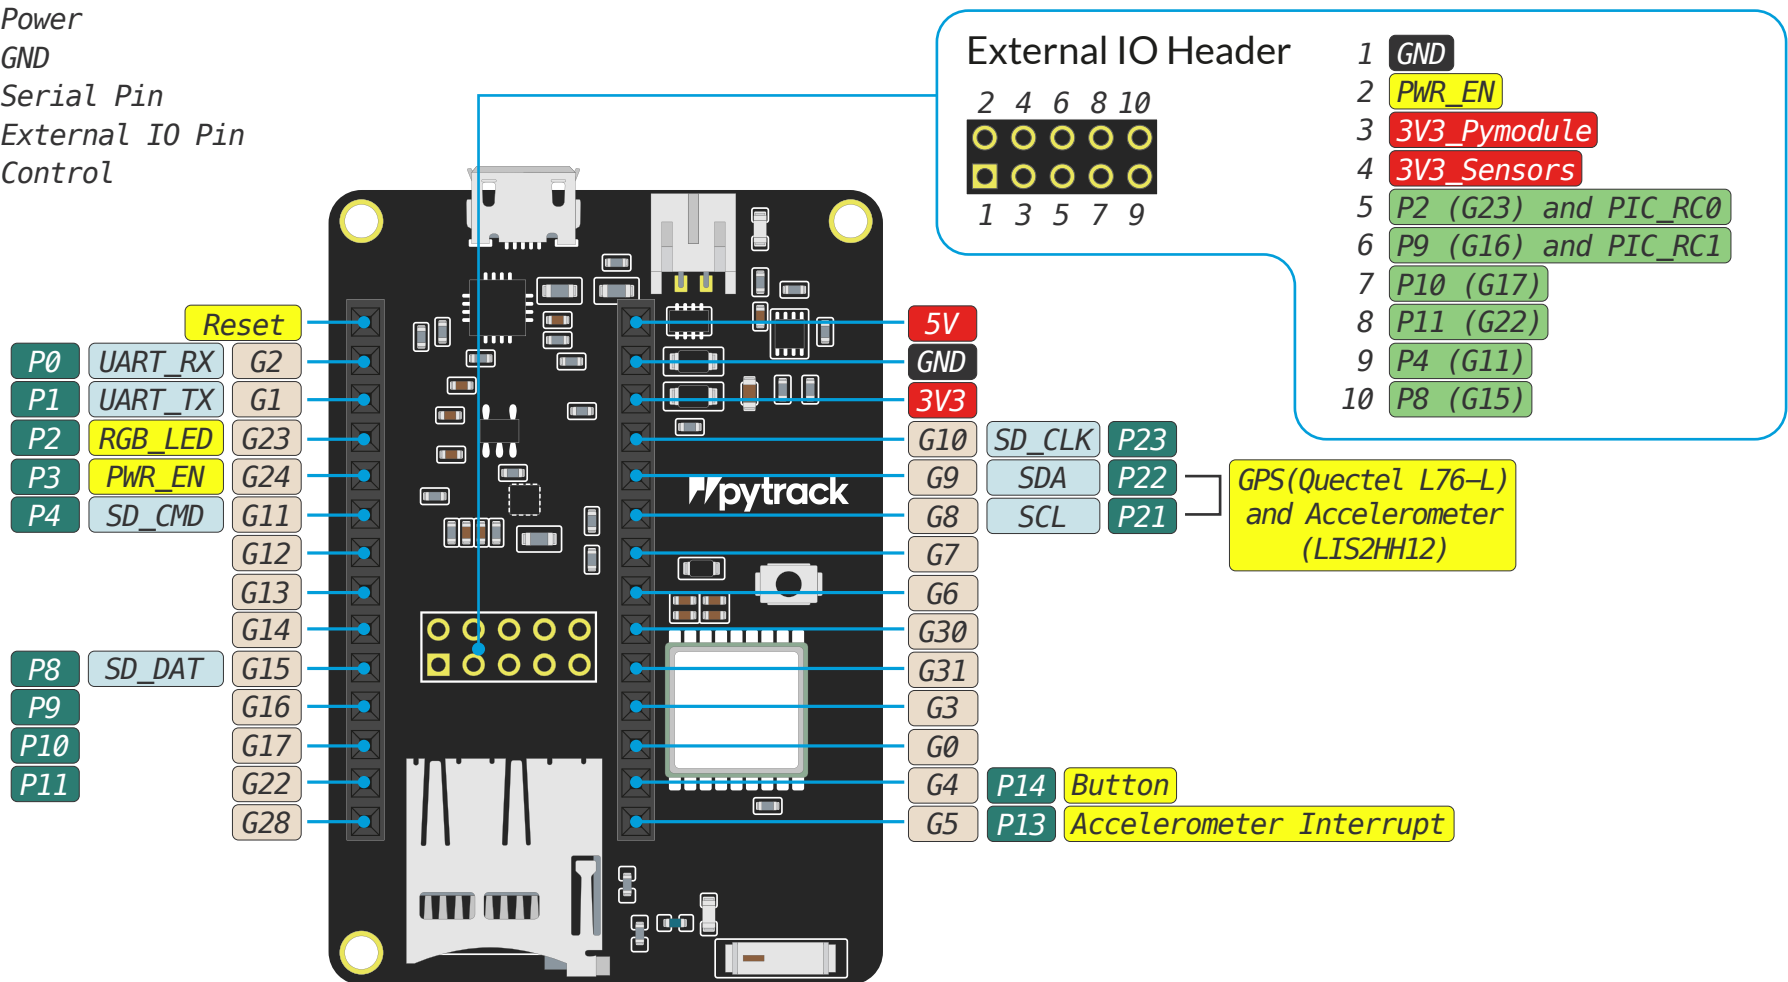 Power
GND
Serial Pin
External IO Pin
Control
External IO Header
2 4 6 8 10
1 3 5 7 9
1 GND
2 PWR_EN
3 3V3_Pymodule
4 3V3_Sensors
5 P2 (G23) and PIC_RC0
6 P9 (G16) and PIC_RC1
7 P10 (G17)
8 P11 (G22)
9 P4 (G11)
10 P8 (G15)
Reset
P0 UART_RX G2
P1 UART_TX G1
P2 RGB_LED G23
P3 PWR_EN G24
P4 SD_CMD G11
G12
G13
G14
P8 SD_DAT G15
P9 G16
P10 G17
P11 G22
G28
pytrack
5V
GND
3V3
G10 SD_CLK P23
G9 SDA P22
G8 SCL P21
GPS(Quectel L76–L)
and Accelerometer
(LIS2HH12)
G7
G6
G30
G31
G3
G0
G4 P14 Button
G5 P13 Accelerometer Interrupt